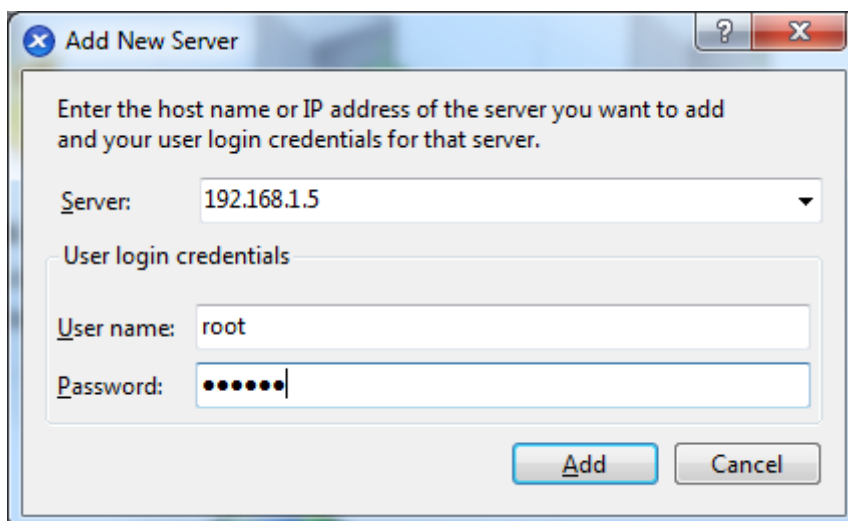 Add New Server
Enter the host name or IP address of the server you want to add
and your user login credentials for that server.
Server: 192.168.1.5
User login credentials
User name: root
Password: ●●●●●●
Add Cancel